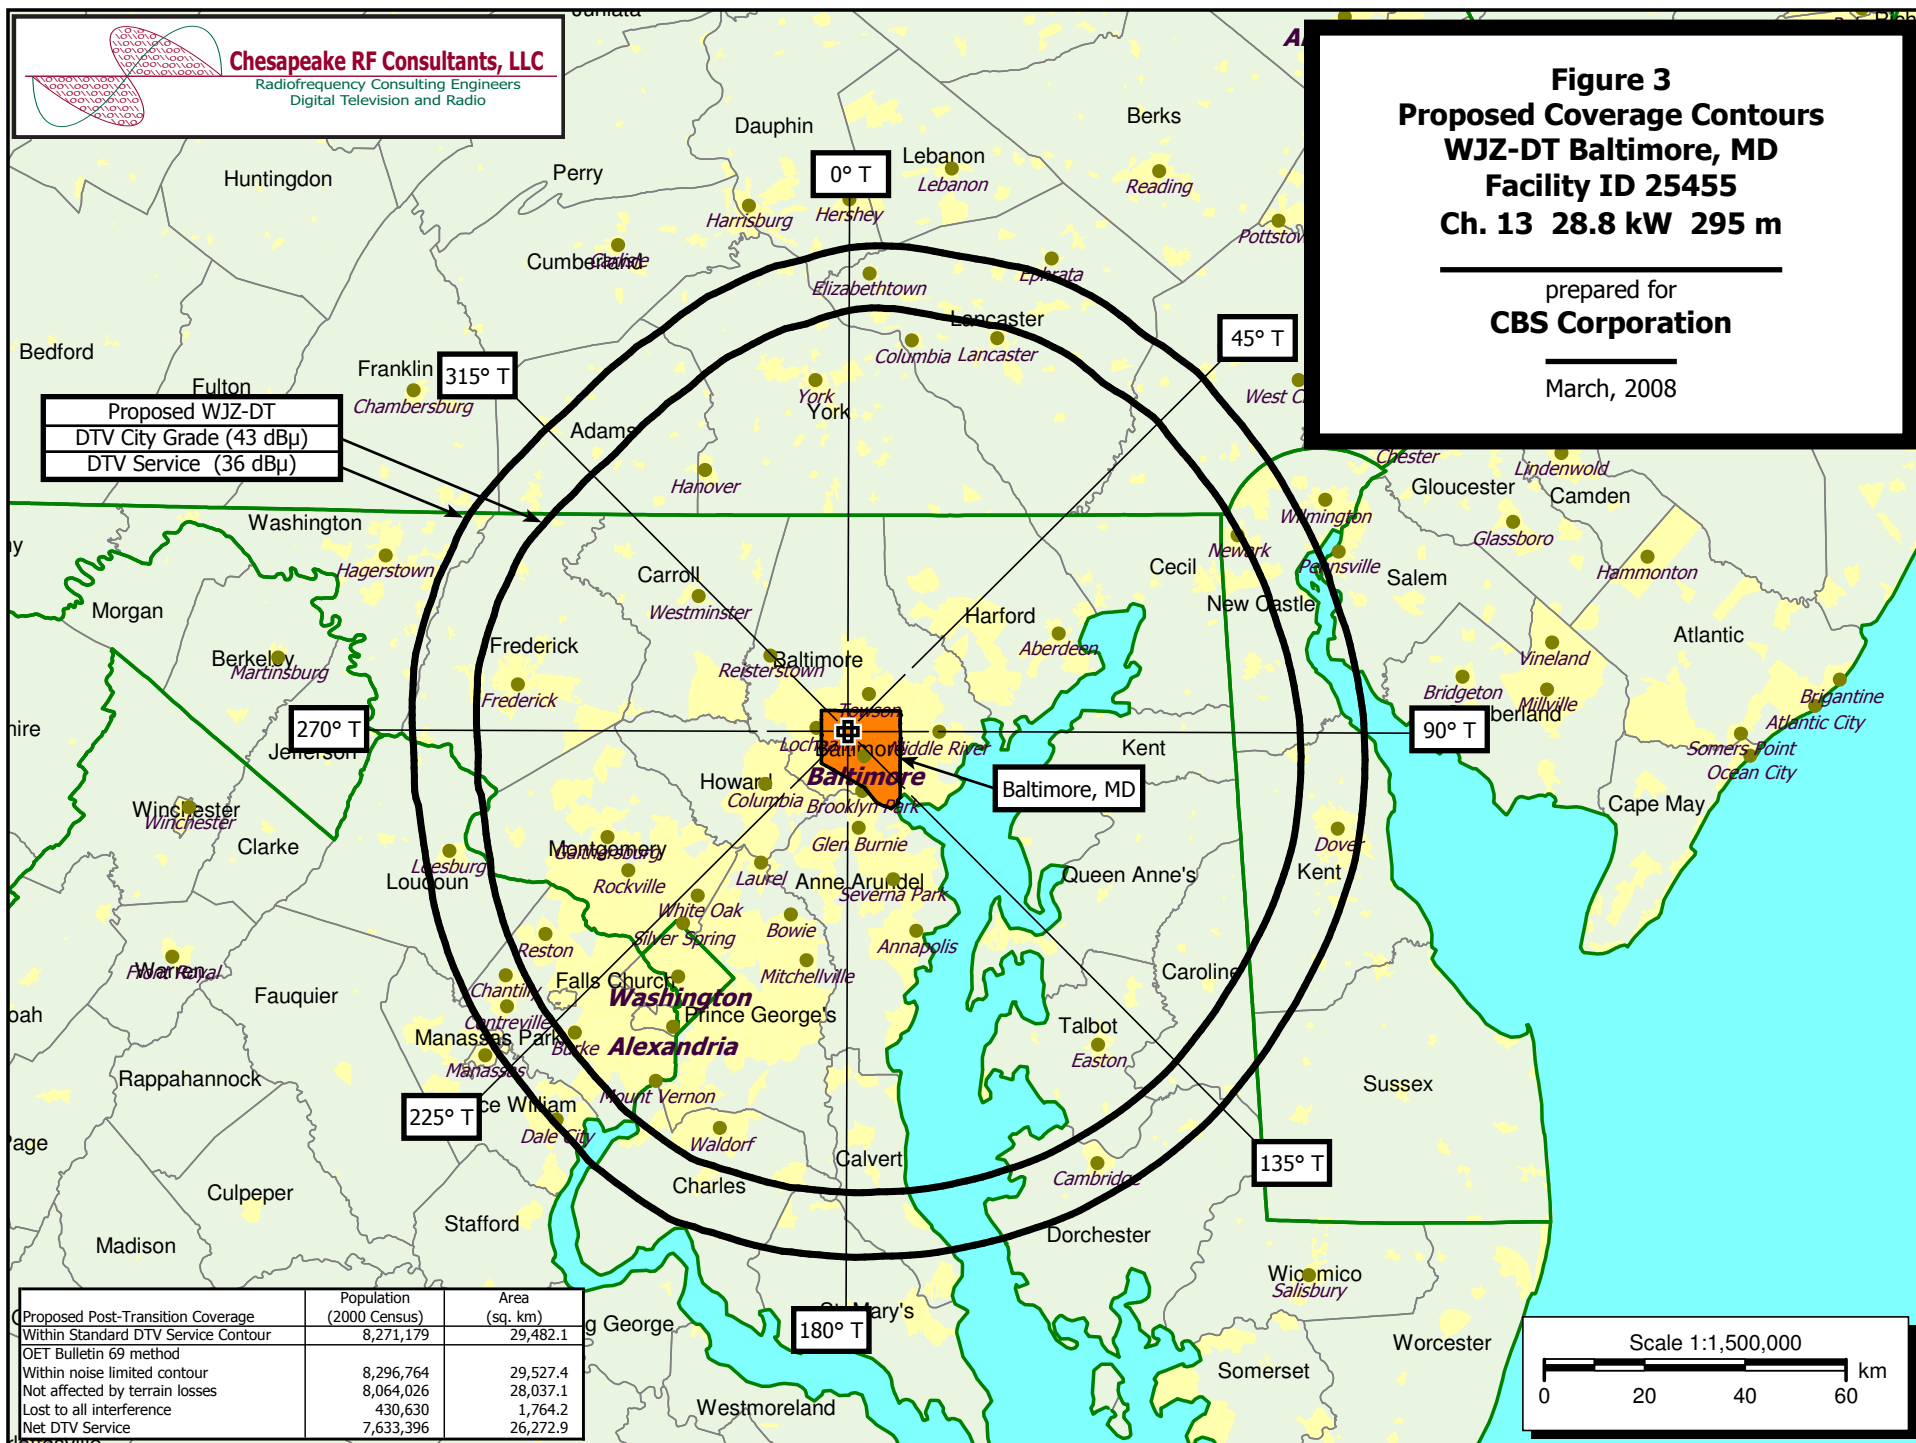 Chesapeake RF Consultants, LLC
Radiofrequency Consulting Engineers
Digital Television and Radio
Figure 3
Proposed Coverage Contours
WJZ-DT Baltimore, MD
Facility ID 25455
Ch. 13 28.8 kW 295 m
prepared for
CBS Corporation
March, 2008
Juniata
Dauphin
Berks
Lebanon
Lebanon
Perry
Huntingdon
0° T
Reading
Harrisburg
Hershey
Cumberland
Carlisle
Elizabethtown
Ephrata
Lancaster
Columbia
Lancaster
45° T
Bedford
Fulton
Franklin
315° T
Chambersburg
York
York
Adams
Proposed WJZ-DT
DTV City Grade (43 dBµ)
DTV Service (36 dBµ)
Hanover
Chester
Lindenwold
Gloucester
Camden
Washington
Wilmington
Glassboro
Newark
Pennsville
Hammonton
Hagerstown
Carroll
Cecil
Salem
Morgan
Westminster
Harford
New Castle
Atlantic
Frederick
Aberdeen
Berkeley
Martinsburg
Reisterstown
Baltimore
Vineland
Frederick
Bridgeton
Millville
Brigantine
Towson
Atlantic City
270° T
90° T
Jefferson
Baltimore
Middle River
Kent
Somers Point
Ocean City
Baltimore
Howard
Columbia
Baltimore, MD
Brooklyn Park
Cape May
Winchester
Winchester
Clarke
Glen Burnie
Dover
Montgomery
Gaithersburg
Leesburg
Loudoun
Rockville
Laurel
Anne Arundel
Severna Park
Queen Anne's
Kent
White Oak
Silver Spring
Bowie
Annapolis
Reston
Warren
Front Royal
Mitchellville
Caroline
Fauquier
Chantilly
Falls Church
Washington
Centreville
Prince George's
Talbot
Manassas Park
Burke
Alexandria
Easton
Manassas
Rappahannock
Sussex
Mount Vernon
225° T
Dale City
Waldorf
135° T
Calvert
Cambridge
Culpeper
Charles
Stafford
Madison
Dorchester
Wicomico
Salisbury
St. Mary's
180° T
Worcester
Somerset
Westmoreland
Proposed Post-Transition Coverage Population (2000 Census) Area (sq. km)
Within Standard DTV Service Contour 8,271,179 29,482.1
OET Bulletin 69 method
Within noise limited contour 8,296,764 29,527.4
Not affected by terrain losses 8,064,026 28,037.1
Lost to all interference 430,630 1,764.2
Net DTV Service 7,633,396 26,272.9
Scale 1:1,500,000
0 20 40 60 km